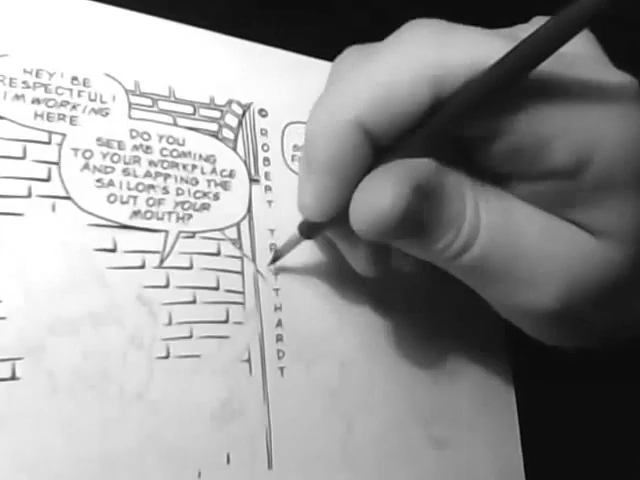 HEY! BE
RESPECTFUL!
I'M WORKING
HERE
DO YOU
SEE ME COMING
TO YOUR WORKPLACE
AND SLAPPING THE
SAILOR'S DICKS
OUT OF YOUR
MOUTH?
© ROBERT THARDT